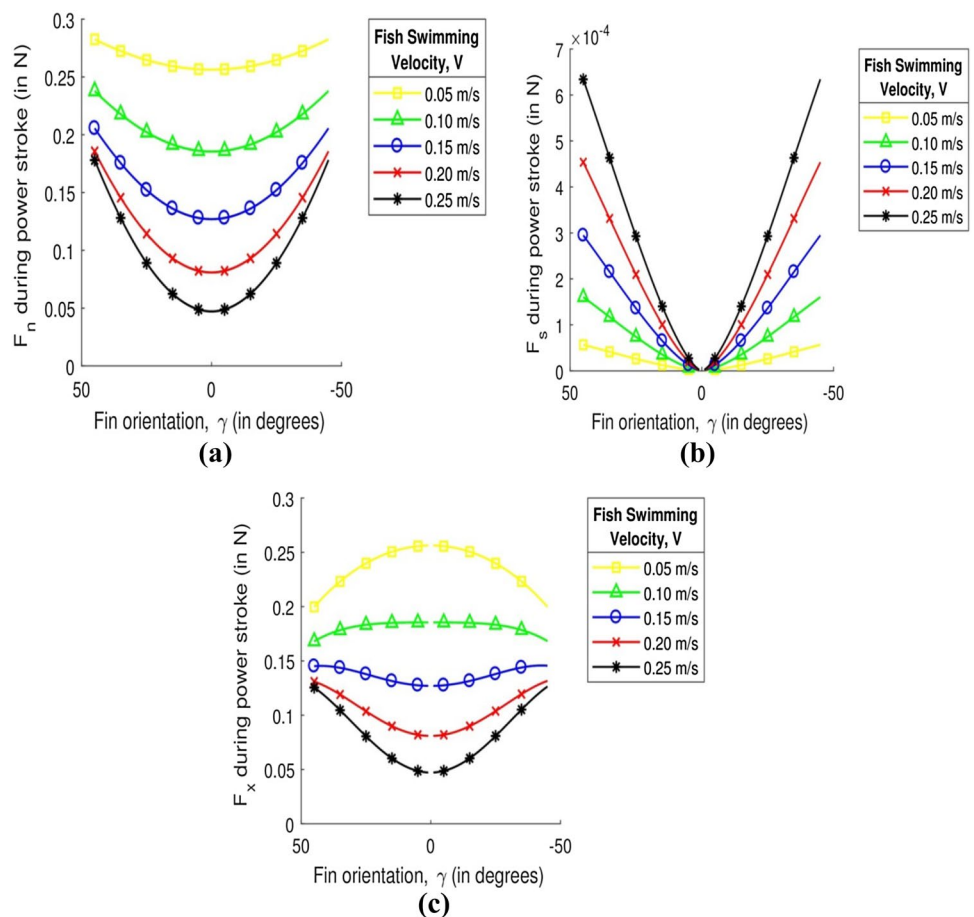 0.3
0.25
0.2
0.15
0.1
0.05
0
F_n during power stroke (in N)
50
0
-50
Fin orientation, γ (in degrees)
Fish Swimming
Velocity, V
0.05 m/s
0.10 m/s
0.15 m/s
0.20 m/s
0.25 m/s
(a)
×10^-4
7
6
5
4
3
2
1
0
F_s during power stroke (in N)
50
0
-50
Fin orientation, γ (in degrees)
Fish Swimming
Velocity, V
0.05 m/s
0.10 m/s
0.15 m/s
0.20 m/s
0.25 m/s
(b)
0.3
0.25
0.2
0.15
0.1
0.05
0
F_x during power stroke (in N)
50
0
-50
Fin orientation, γ (in degrees)
Fish Swimming
Velocity, V
0.05 m/s
0.10 m/s
0.15 m/s
0.20 m/s
0.25 m/s
(c)